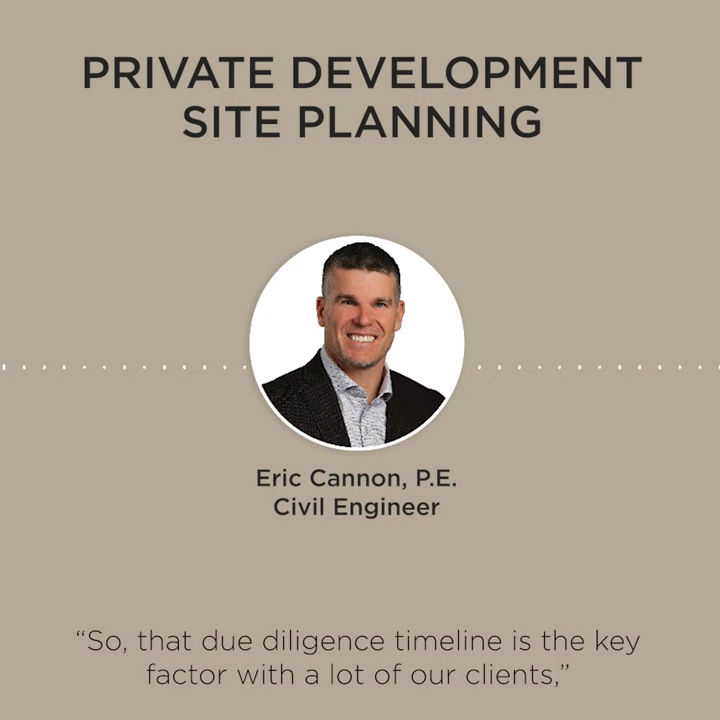 PRIVATE DEVELOPMENT
SITE PLANNING
Eric Cannon, P.E.
Civil Engineer
“So, that due diligence timeline is the key
factor with a lot of our clients,”